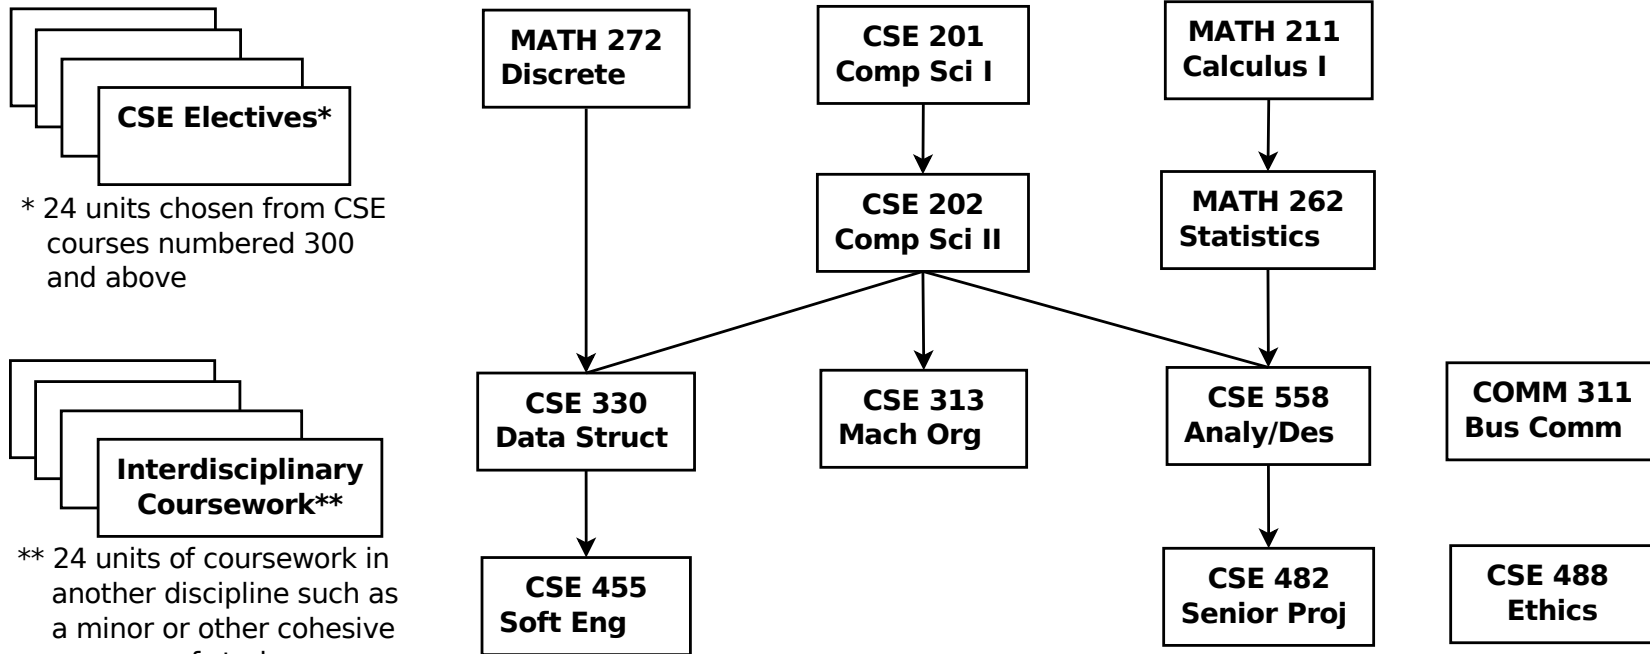 MATH 272
Discrete
CSE 201
Comp Sci I
MATH 211
Calculus I
CSE Electives*
* 24 units chosen from CSE
courses numbered 300
and above
CSE 202
Comp Sci II
MATH 262
Statistics
CSE 330
Data Struct
CSE 313
Mach Org
CSE 558
Analy/Des
COMM 311
Bus Comm
Interdisciplinary
Coursework**
** 24 units of coursework in
another discipline such as
a minor or other cohesive
CSE 455
Soft Eng
CSE 482
Senior Proj
CSE 488
Ethics